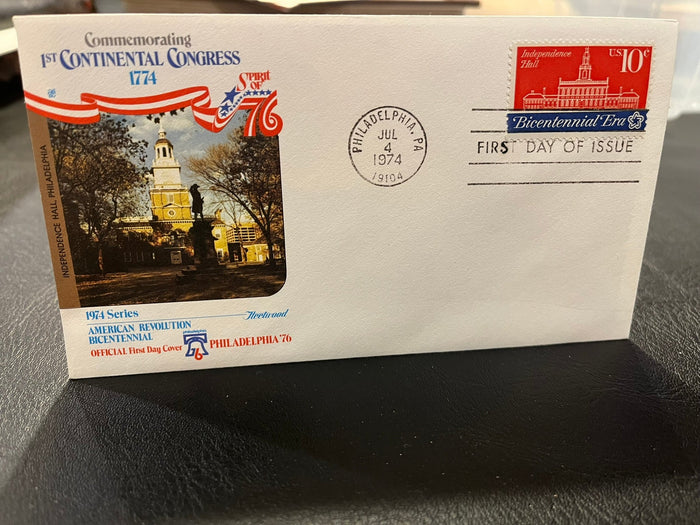 Commemorating
1ST CONTINENTAL CONGRESS
1774
SPIRIT
OF
76
INDEPENDENCE HALL, PHILADELPHIA
1974 Series
Fleetwood
AMERICAN REVOLUTION
BICENTENNIAL
OFFICIAL First Day Cover
philadelphia
76
PHILADELPHIA '76
PHILADELPHIA, PA
JUL
4
1974
19104
Independence
Hall
U.S. 10c
Bicentennial Era
FIRST DAY OF ISSUE